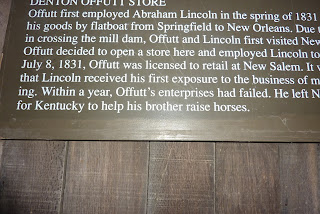 DENTON OFFUTT STORE
Offutt first employed Abraham Lincoln in the spring of 1831
his goods by flatboat from Springfield to New Orleans. Due t
in crossing the mill dam, Offutt and Lincoln first visited New
Offutt decided to open a store here and employed Lincoln to
July 8, 1831, Offutt was licensed to retail at New Salem. It w
that Lincoln received his first exposure to the business of m
ing. Within a year, Offutt's enterprises had failed. He left N
for Kentucky to help his brother raise horses.